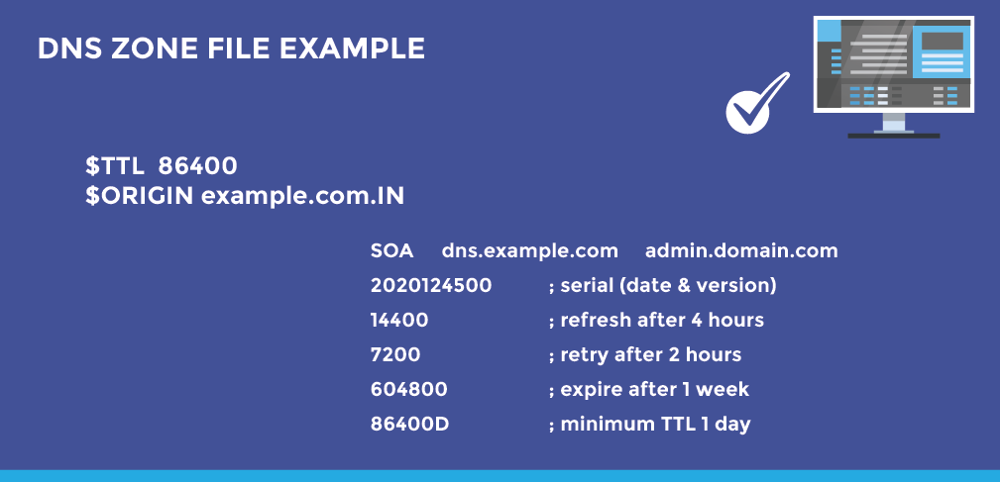 DNS ZONE FILE EXAMPLE
$TTL 86400
$ORIGIN example.com.IN
SOA dns.example.com admin.domain.com
2020124500 ; serial (date & version)
14400 ; refresh after 4 hours
7200 ; retry after 2 hours
604800 ; expire after 1 week
86400D ; minimum TTL 1 day